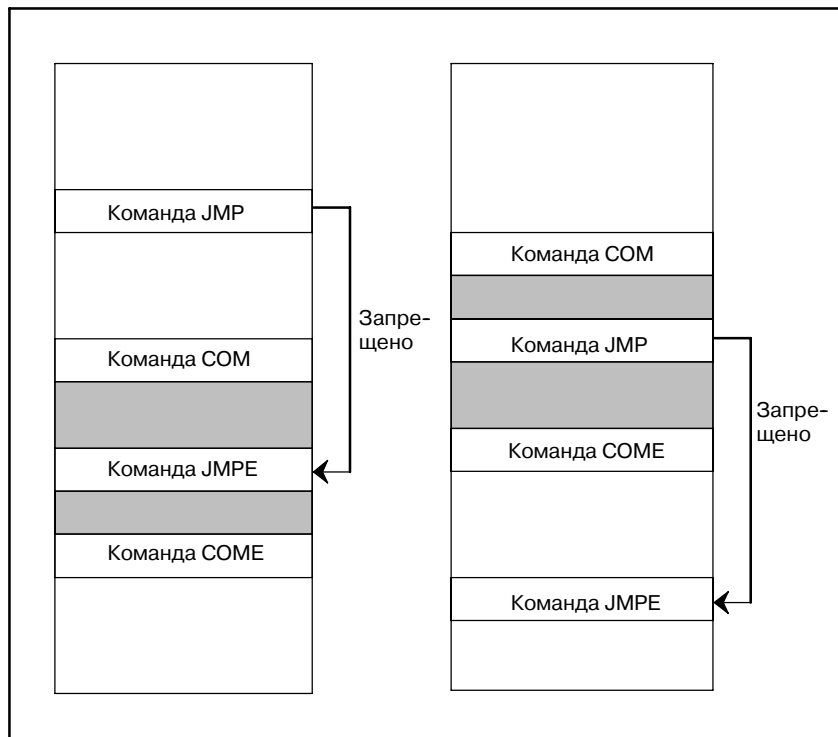 Команда JMP
Команда COM
Команда JMPE
Команда COME
Запре-
щено
Команда COM
Команда JMP
Команда COME
Команда JMPE
Запре-
щено